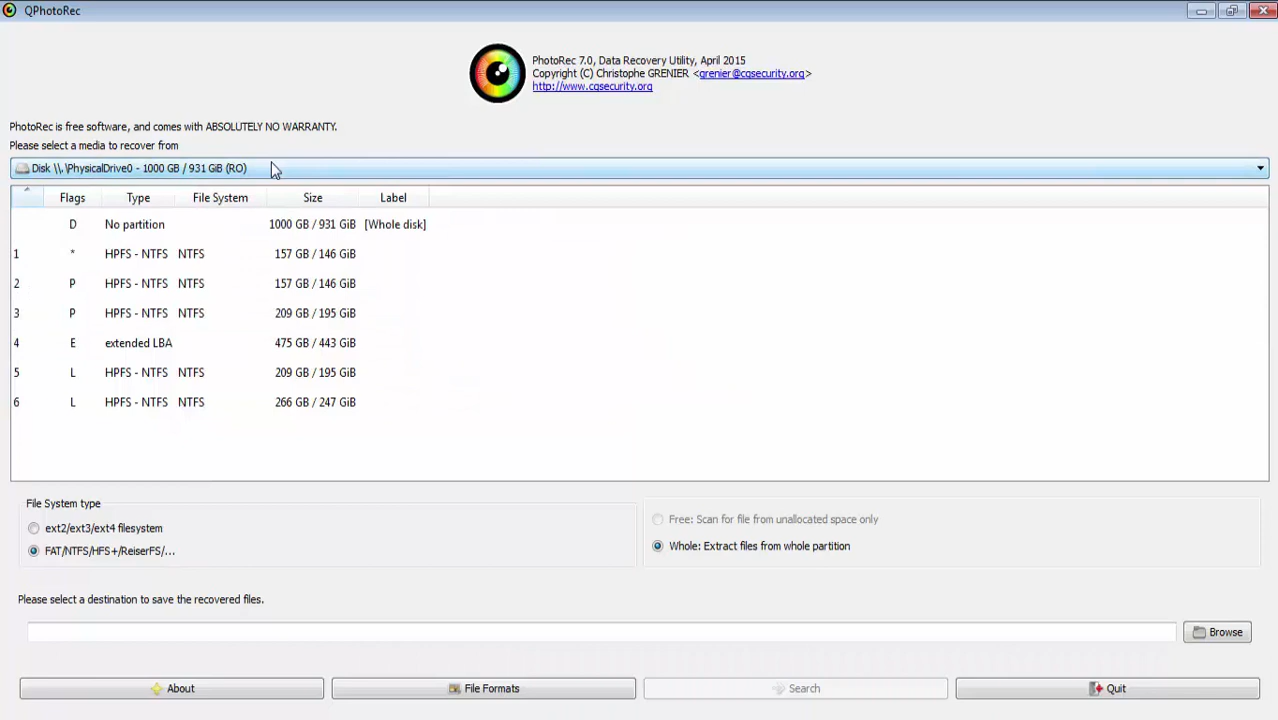 QPhotoRec
PhotoRec 7.0, Data Recovery Utility, April 2015
Copyright (C) Christophe GRENIER <grenier@cgsecurity.org>
http://www.cgsecurity.org
PhotoRec is free software, and comes with ABSOLUTELY NO WARRANTY.
Please select a media to recover from
Disk \\.\PhysicalDrive0 - 1000 GB / 931 GiB (RO)
Flags Type File System Size Label
D No partition 1000 GB / 931 GiB [Whole disk]
1 * HPFS - NTFS NTFS 157 GB / 146 GiB
2 P HPFS - NTFS NTFS 157 GB / 146 GiB
3 P HPFS - NTFS NTFS 209 GB / 195 GiB
4 E extended LBA 475 GB / 443 GiB
5 L HPFS - NTFS NTFS 209 GB / 195 GiB
6 L HPFS - NTFS NTFS 266 GB / 247 GiB
File System type
ext2/ext3/ext4 filesystem
FAT/NTFS/HFS+/ReiserFS/...
Free: Scan for file from unallocated space only
Whole: Extract files from whole partition
Please select a destination to save the recovered files.
Browse
About File Formats Search Quit